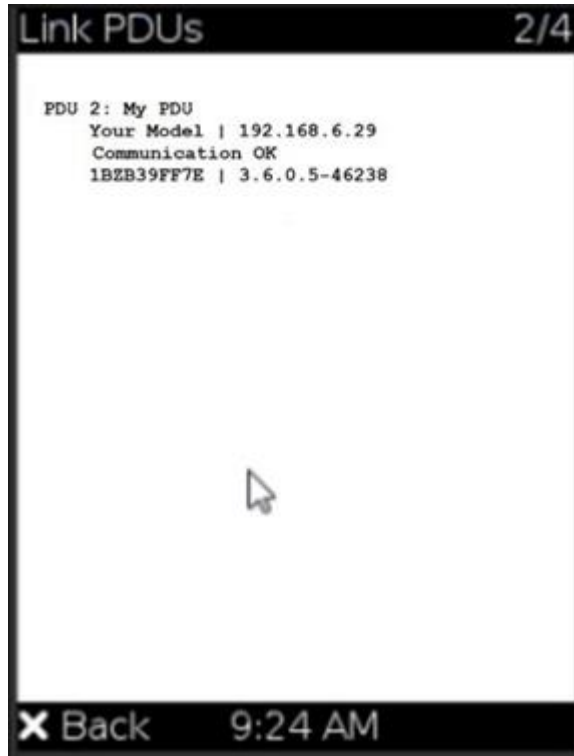 Link PDUs 2/4
PDU 2: My PDU
Your Model | 192.168.6.29
Communication OK
1BZB39FF7E | 3.6.0.5-46238
X Back 9:24 AM